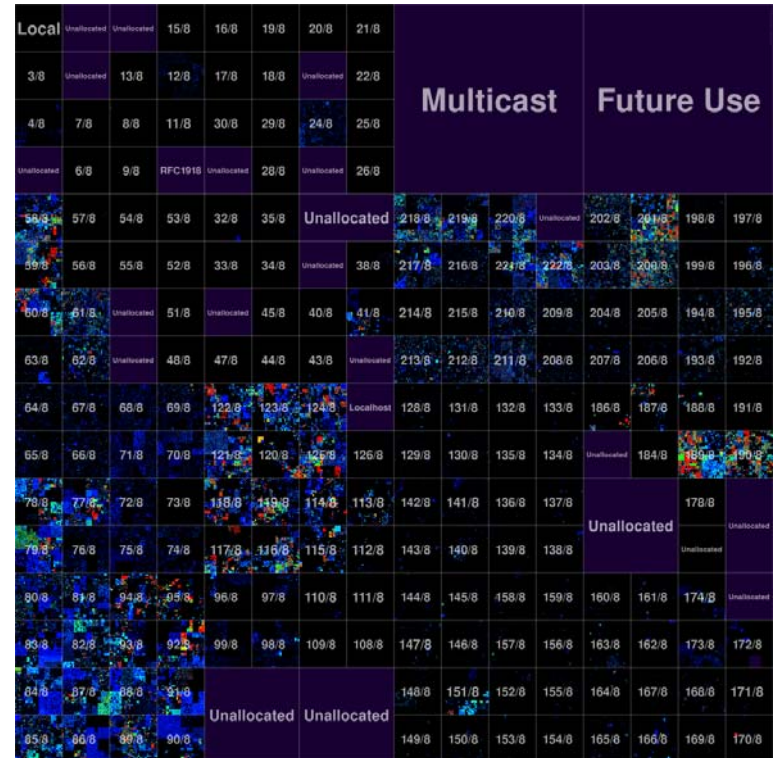 Local Unallocated Unallocated 15/8 16/8 19/8 20/8 21/8
3/8 Unallocated 13/8 12/8 17/8 18/8 Unallocated 22/8
Multicast Future Use
4/8 7/8 8/8 11/8 30/8 29/8 24/8 25/8
Unallocated 6/8 9/8 RFC1918 Unallocated 28/8 Unallocated 26/8
58/8 57/8 54/8 53/8 32/8 35/8 Unallocated 218/8 219/8 220/8 Unallocated 202/8 201/8 198/8 197/8
59/8 56/8 55/8 52/8 33/8 34/8 Unallocated 38/8 217/8 216/8 221/8 222/8 203/8 200/8 199/8 196/8
60/8 61/8 Unallocated 51/8 Unallocated 45/8 40/8 41/8 214/8 215/8 210/8 209/8 204/8 205/8 194/8 195/8
63/8 62/8 Unallocated 48/8 47/8 44/8 43/8 Unallocated 213/8 212/8 211/8 208/8 207/8 206/8 193/8 192/8
64/8 67/8 68/8 69/8 122/8 123/8 124/8 Localhost 128/8 131/8 132/8 133/8 186/8 187/8 188/8 191/8
65/8 66/8 71/8 70/8 121/8 120/8 125/8 126/8 129/8 130/8 135/8 134/8 Unallocated 184/8 189/8 190/8
78/8 77/8 72/8 73/8 118/8 119/8 114/8 113/8 142/8 141/8 136/8 137/8 178/8
Unallocated Unallocated
79/8 76/8 75/8 74/8 117/8 116/8 115/8 112/8 143/8 140/8 139/8 138/8 Unallocated
80/8 81/8 94/8 95/8 96/8 97/8 110/8 111/8 144/8 145/8 158/8 159/8 160/8 161/8 174/8 Unallocated
83/8 82/8 93/8 92/8 99/8 98/8 109/8 108/8 147/8 146/8 157/8 156/8 163/8 162/8 173/8 172/8
84/8 87/8 88/8 91/8 148/8 151/8 152/8 155/8 164/8 167/8 168/8 171/8
Unallocated Unallocated
85/8 86/8 89/8 90/8 149/8 150/8 153/8 154/8 165/8 166/8 169/8 170/8